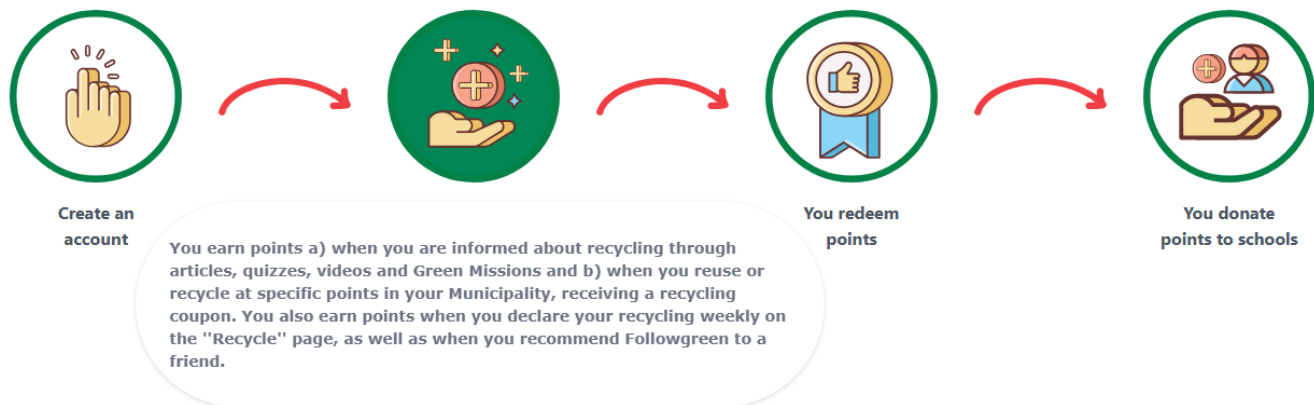 Create an
account
You earn points a) when you are informed about recycling through
articles, quizzes, videos and Green Missions and b) when you reuse or
recycle at specific points in your Municipality, receiving a recycling
coupon. You also earn points when you declare your recycling weekly on
the "Recycle" page, as well as when you recommend Followgreen to a
friend.
You redeem
points
You donate
points to schools